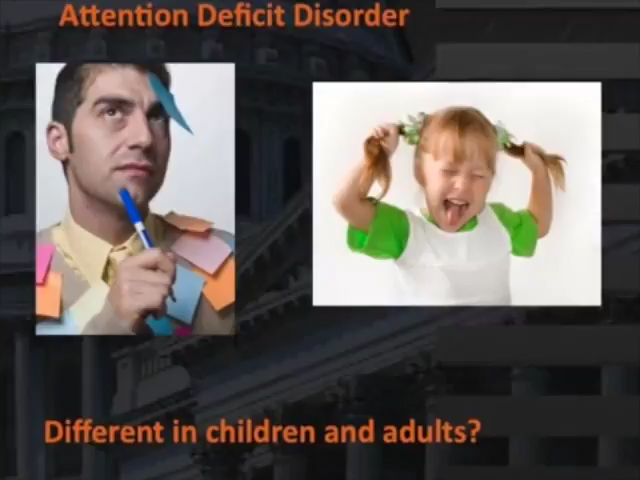 Attention Deficit Disorder
Different in children and adults?